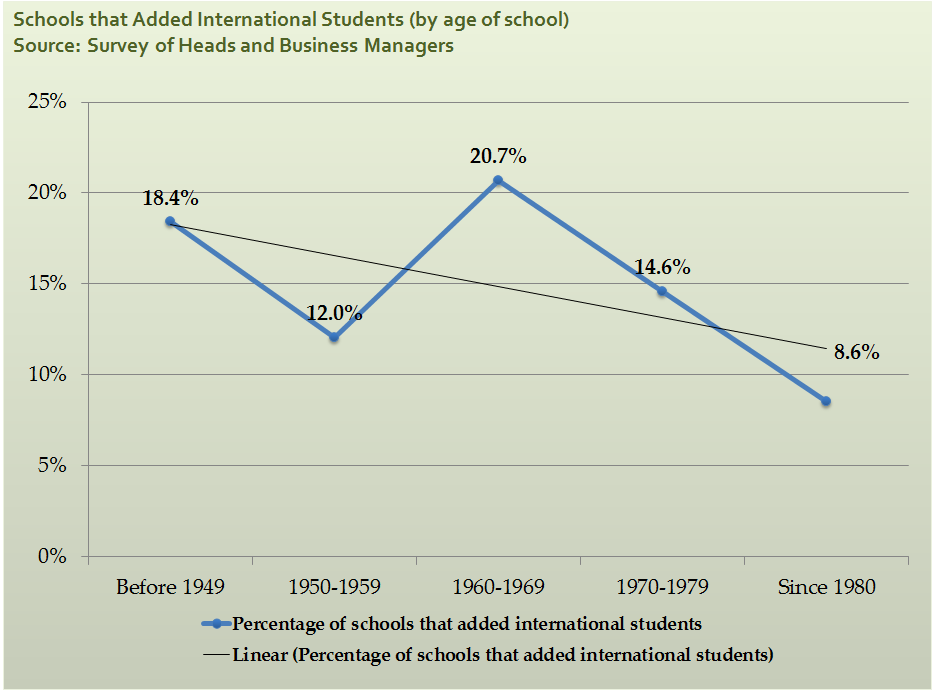 Schools that Added International Students (by age of school)
Source: Survey of Heads and Business Managers
25%
20%
15%
10%
5%
0%
18.4%
12.0%
20.7%
14.6%
8.6%
Before 1949 1950-1959 1960-1969 1970-1979 Since 1980
Percentage of schools that added international students
Linear (Percentage of schools that added international students)